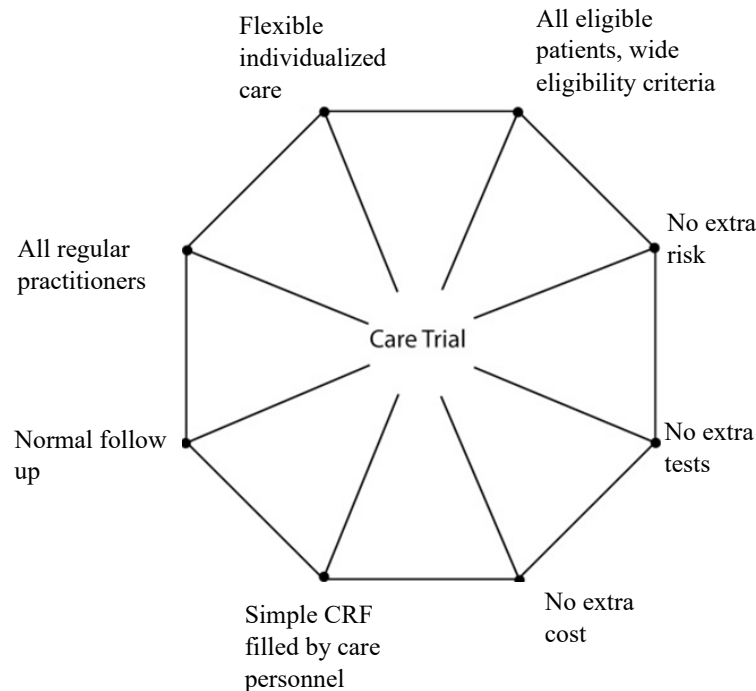 Flexible
individualized
care
All eligible
patients, wide
eligibility criteria
All regular
practitioners
No extra
risk
Care Trial
Normal follow
up
No extra
tests
Simple CRF
filled by care
personnel
No extra
cost